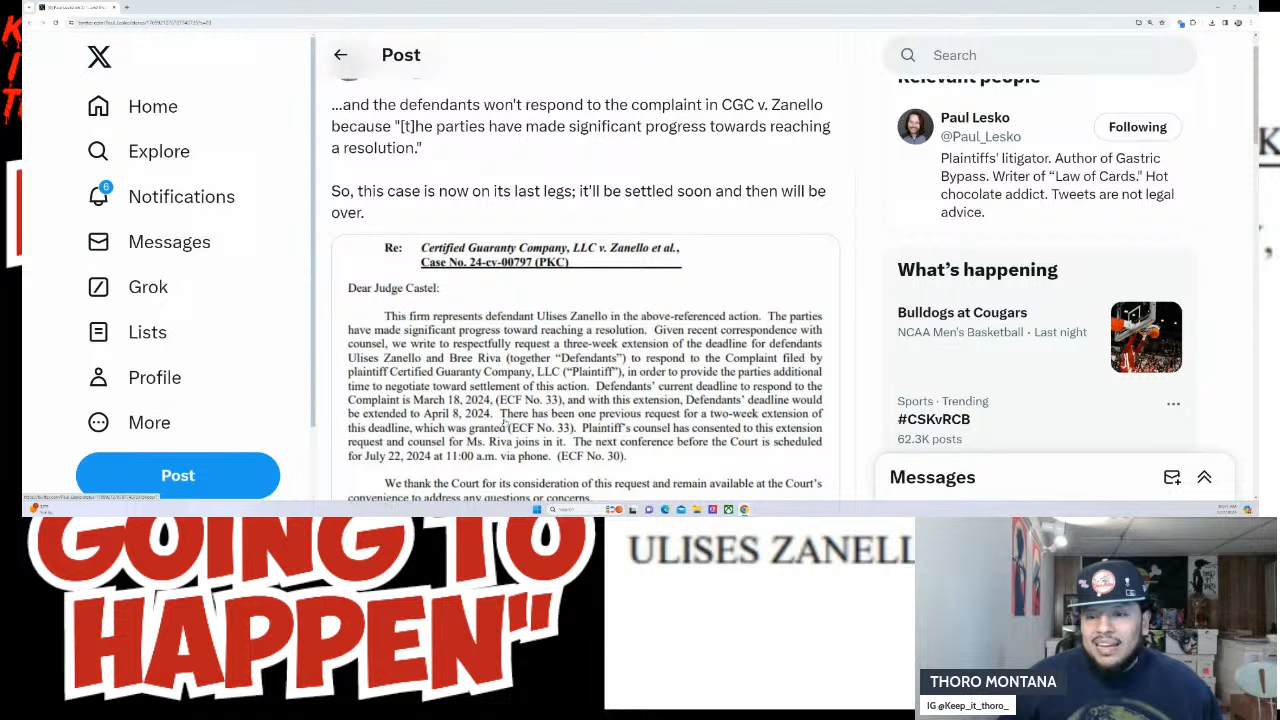 Post
Search
Home
Explore
6
Notifications
Messages
Grok
Lists
Profile
More
Post
...and the defendants won't respond to the complaint in CGC v. Zanello
because "[t]he parties have made significant progress towards reaching
a resolution."
So, this case is now on its last legs; it'll be settled soon and then will be
over.
Re: Certified Guaranty Company, LLC v. Zanello et al.,
Case No. 24-cv-00797 (PKC)
Dear Judge Castel:
This firm represents defendant Ulises Zanello in the above-referenced action. The parties
have made significant progress toward reaching a resolution. Given recent correspondence with
counsel, we write to respectfully request a three-week extension of the deadline for defendants
Ulises Zanello and Bree Riva (together "Defendants") to respond to the Complaint filed by
plaintiff Certified Guaranty Company, LLC ("Plaintiff"), in order to provide the parties additional
time to negotiate toward settlement of this action. Defendants' current deadline to respond to the
Complaint is March 18, 2024, (ECF No. 33), and with this extension, Defendants' deadline would
be extended to April 8, 2024. There has been one previous request for a two-week extension of
this deadline, which was granted (ECF No. 33). Plaintiff's counsel has consented to this extension
request and counsel for Ms. Riva joins in it. The next conference before the Court is scheduled
for July 22, 2024 at 11:00 a.m. via phone. (ECF No. 30).
We thank the Court for its consideration of this request and remain available at the Court's
convenience to address any questions or concerns.
Relevant people
Paul Lesko
@Paul_Lesko
Following
Plaintiffs' litigator. Author of Gastric
Bypass. Writer of "Law of Cards." Hot
chocolate addict. Tweets are not legal
advice.
What's happening
Bulldogs at Cougars
NCAA Men's Basketball · Last night
Sports · Trending
#CSKvRCB
62.3K posts
Messages
GOING TO
HAPPEN"
ULISES ZANELL
THORO MONTANA
IG @Keep_it_thoro_